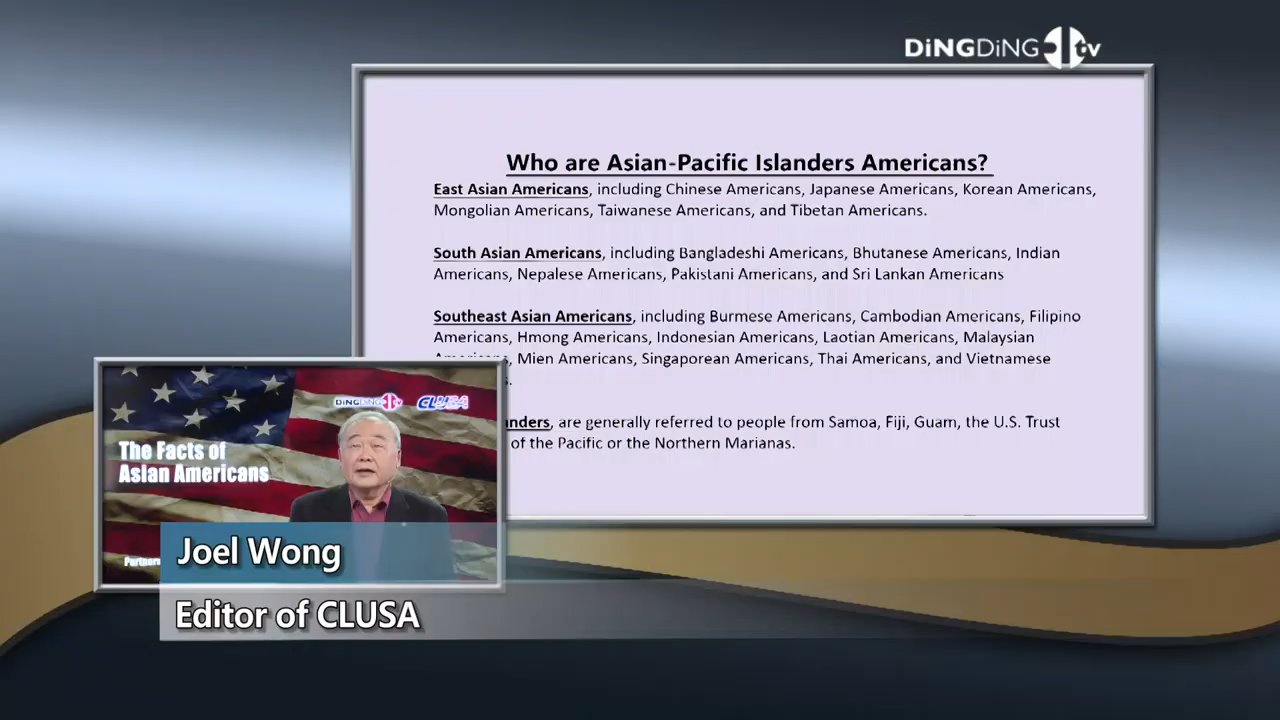 DiNGDiNG tv
Who are Asian-Pacific Islanders Americans?
East Asian Americans, including Chinese Americans, Japanese Americans, Korean Americans,
Mongolian Americans, Taiwanese Americans, and Tibetan Americans.
South Asian Americans, including Bangladeshi Americans, Bhutanese Americans, Indian
Americans, Nepalese Americans, Pakistani Americans, and Sri Lankan Americans
Southeast Asian Americans, including Burmese Americans, Cambodian Americans, Filipino
Americans, Hmong Americans, Indonesian Americans, Laotian Americans, Malaysian
Americans, Mien Americans, Singaporean Americans, Thai Americans, and Vietnamese
, are generally referred to people from Samoa, Fiji, Guam, the U.S. Trust
of the Pacific or the Northern Marianas.
DiNGDiNG tv CLUSA
The Facts of
Asian Americans
Joel Wong
Editor of CLUSA